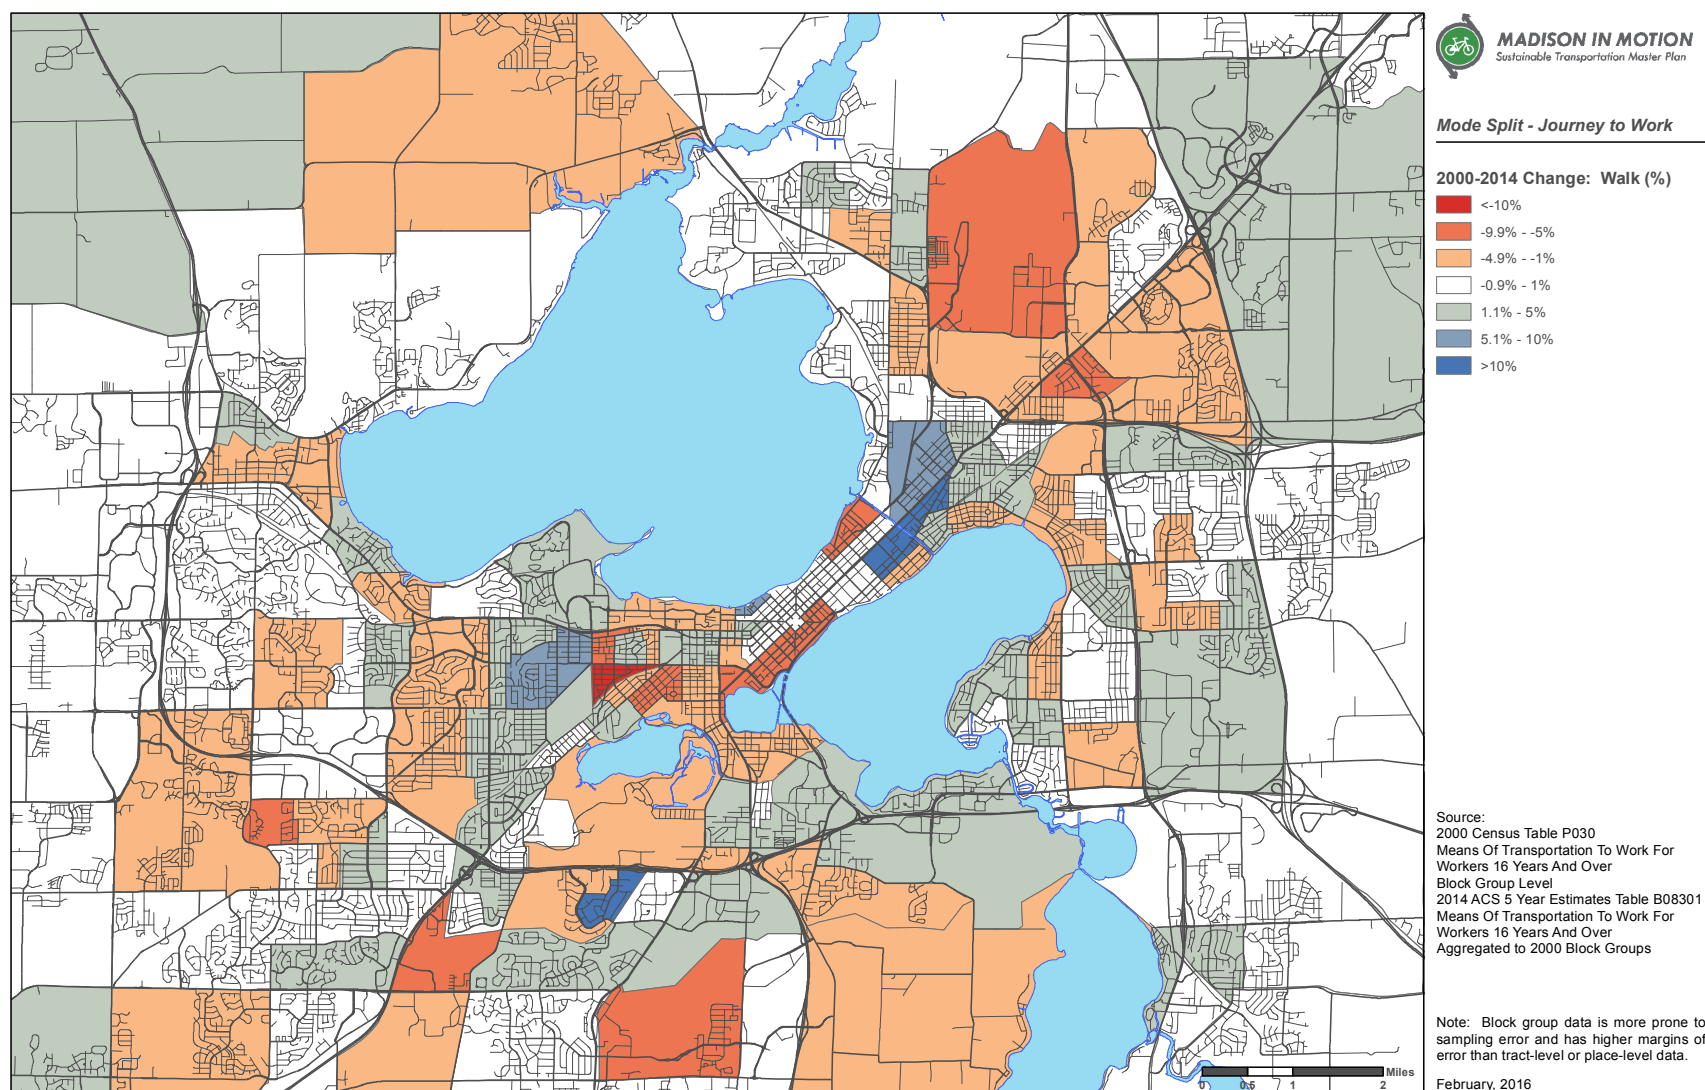 MADISON IN MOTION
Sustainable Transportation Master Plan
Mode Split - Journey to Work
2000-2014 Change:  Walk (%)
<-10%
-9.9% - -5%
-4.9% - -1%
-0.9% - 1%
1.1% - 5%
5.1% - 10%
>10%
Source:
2000 Census Table P030
Means Of Transportation To Work For
Workers 16 Years And Over
Block Group Level
2014 ACS 5 Year Estimates Table B08301
Means Of Transportation To Work For
Workers 16 Years And Over
Aggregated to 2000 Block Groups
Note:  Block group data is more prone to
sampling error and has higher margins of
error than tract-level or place-level data.
February, 2016
Miles
0 0.5 1 2